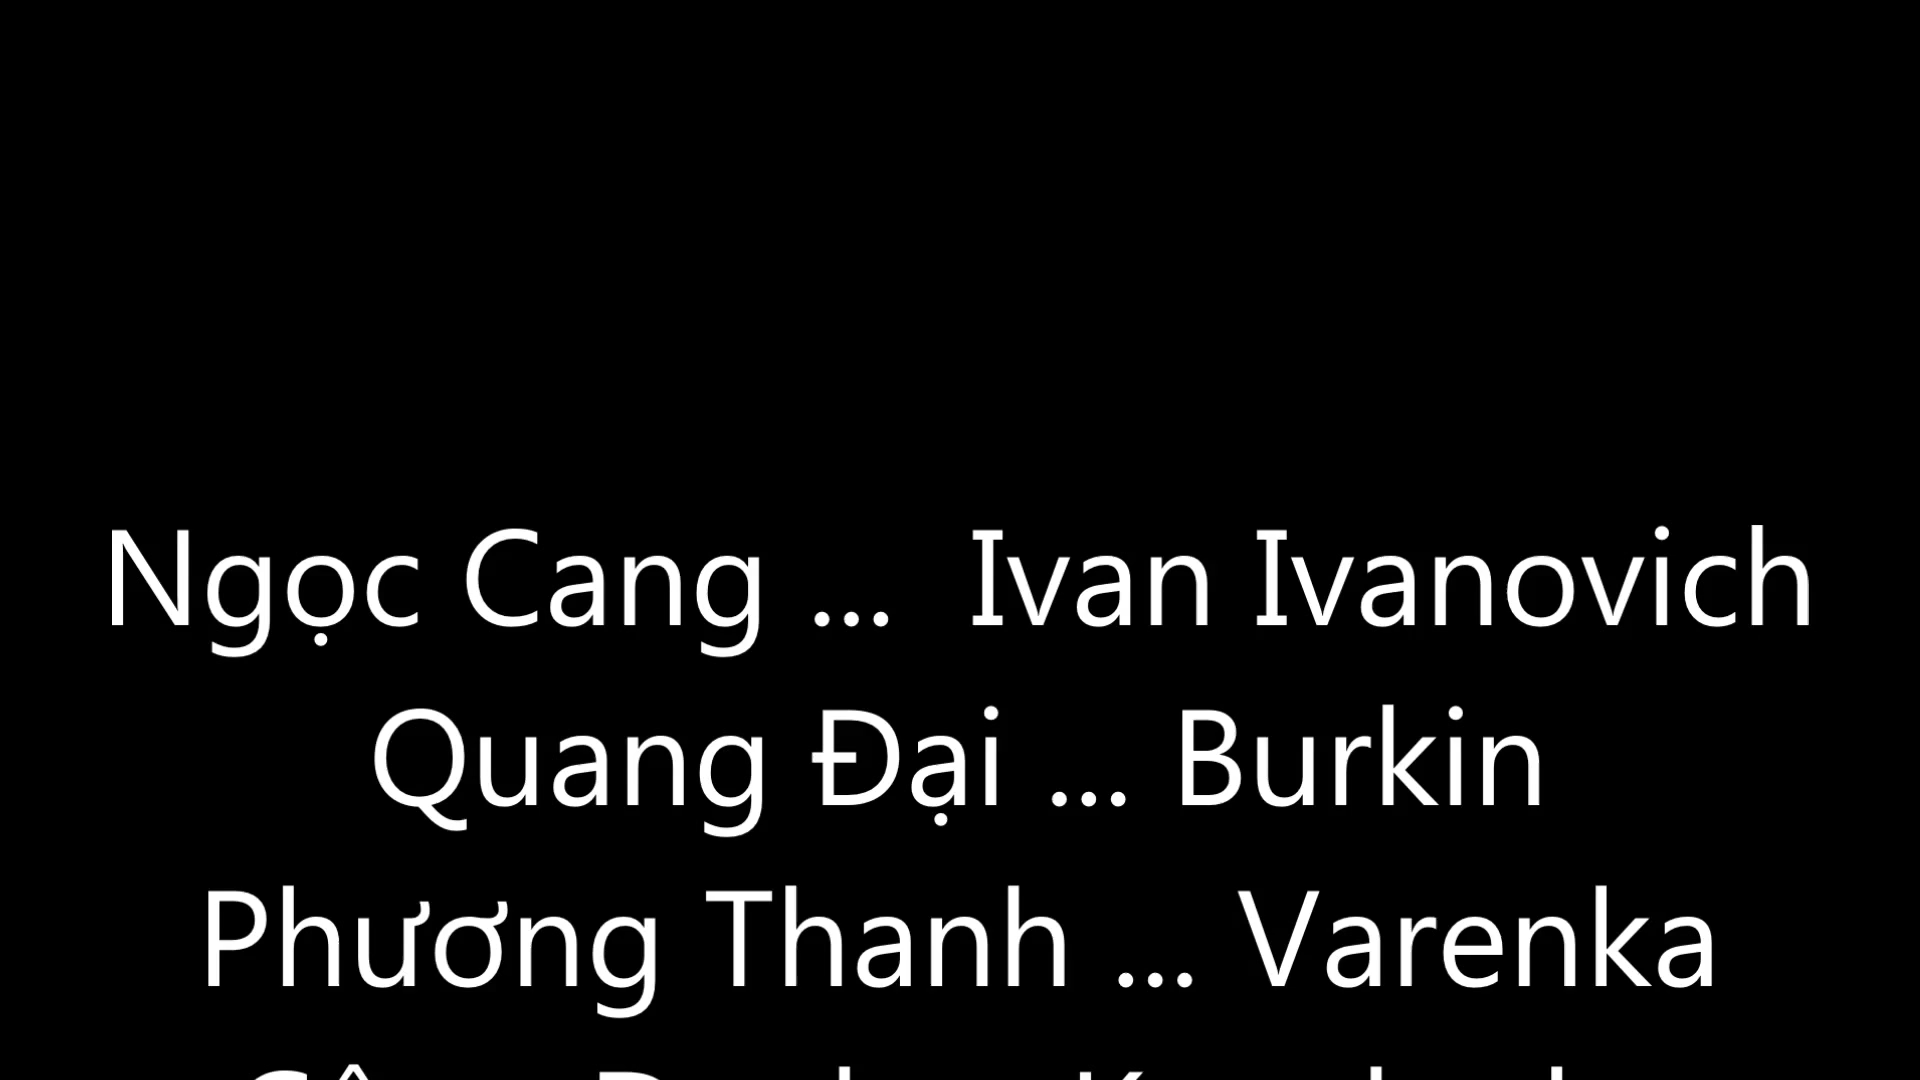 Ngọc Cang ...  Ivan Ivanovich
Quang Đại ... Burkin
Phương Thanh ... Varenka